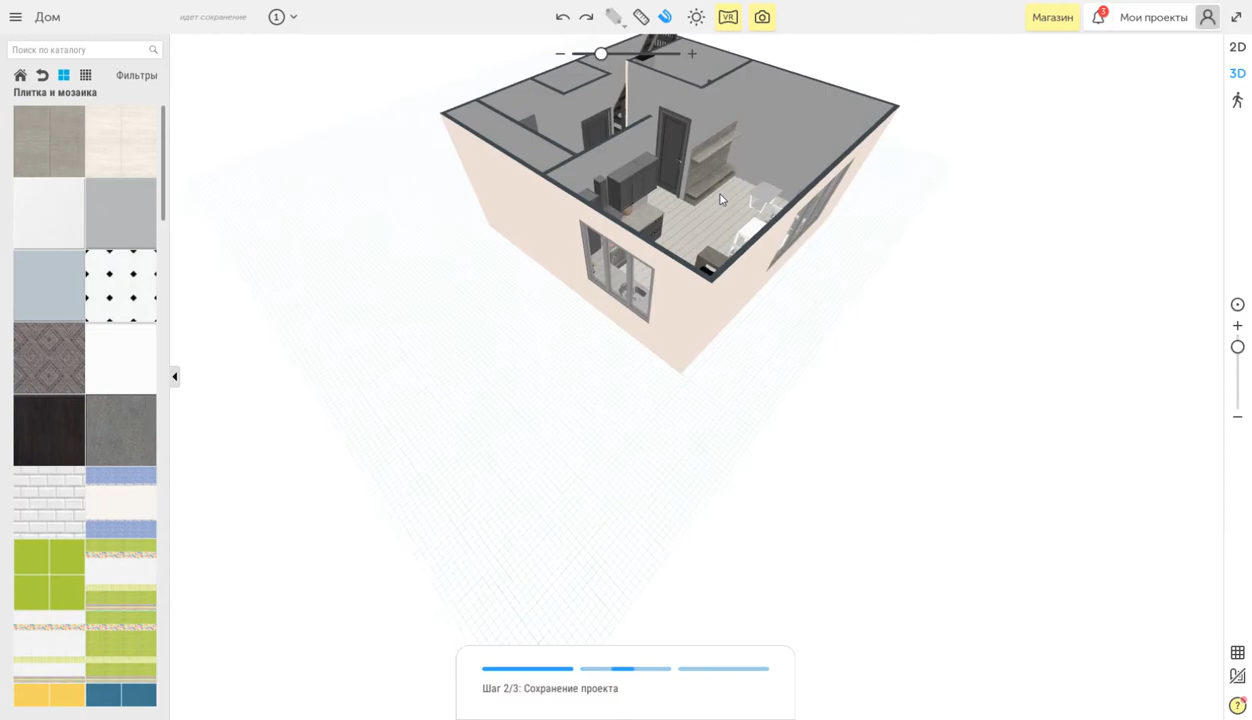 Дом
идет сохранение
1
VR
Магазин
3
Мои проекты
2D
3D
Поиск по каталогу
Фильтры
Плитка и мозаика
Шаг 2/3: Сохранение проекта
?